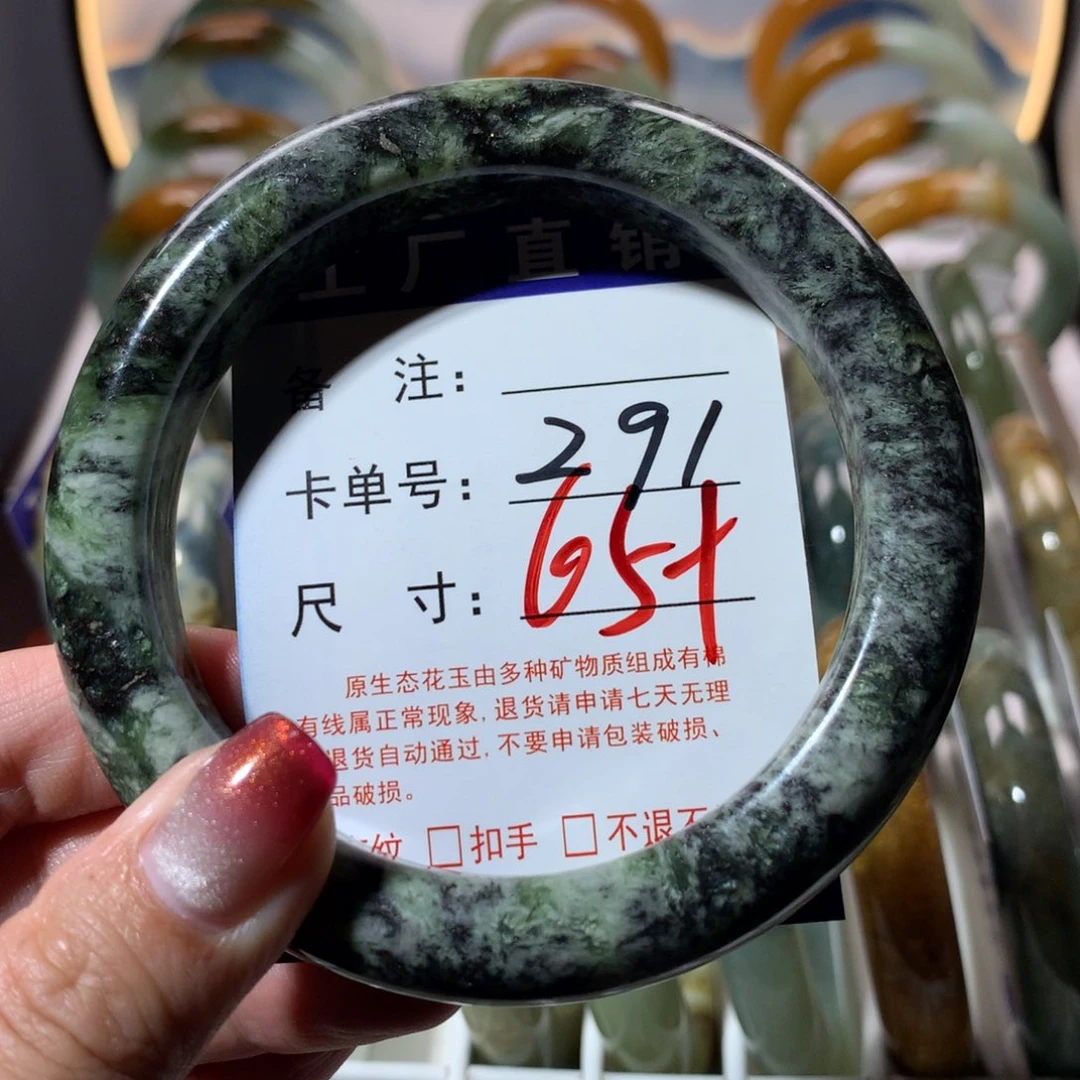 工厂直销
备 注：
卡单号：291
尺 寸：65+
原生态花玉由多种矿物质组成有棉
有线属正常现象，退货请申请七天无理
退货自动通过，不要申请包装破损、
品破损。
纹 □扣手 □不退不